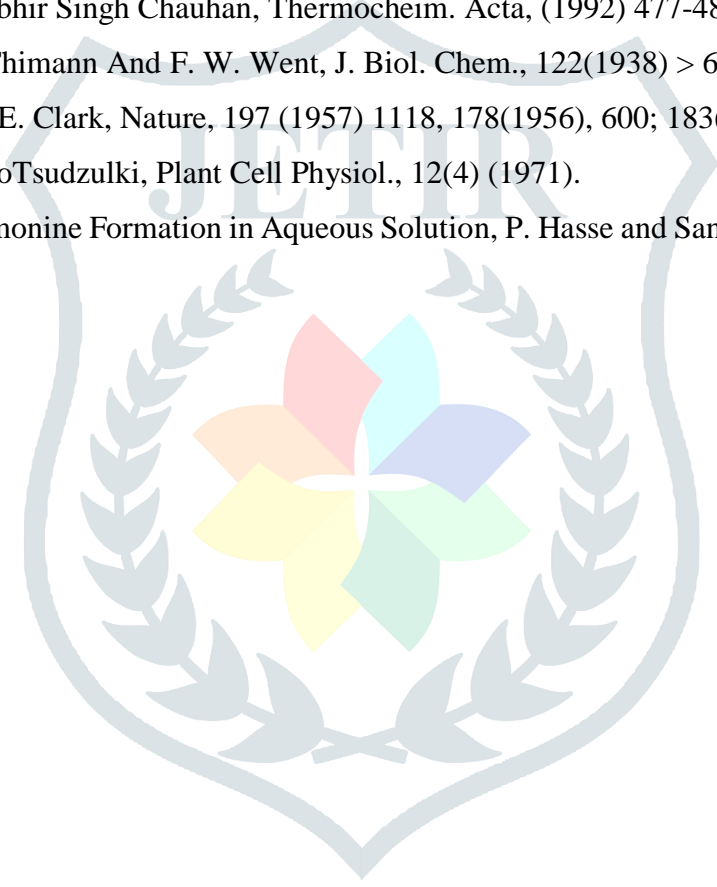 bhir Singh Chauhan, Thermocheim. Acta, (1992) 477-48
himann And F. W. Went, J. Biol. Chem., 122(1938) > 6
E. Clark, Nature, 197 (1957) 1118, 178(1956), 600; 183(
oTsudzulki, Plant Cell Physiol., 12(4) (1971).
JETIR
nonine Formation in Aqueous Solution, P. Hasse and San